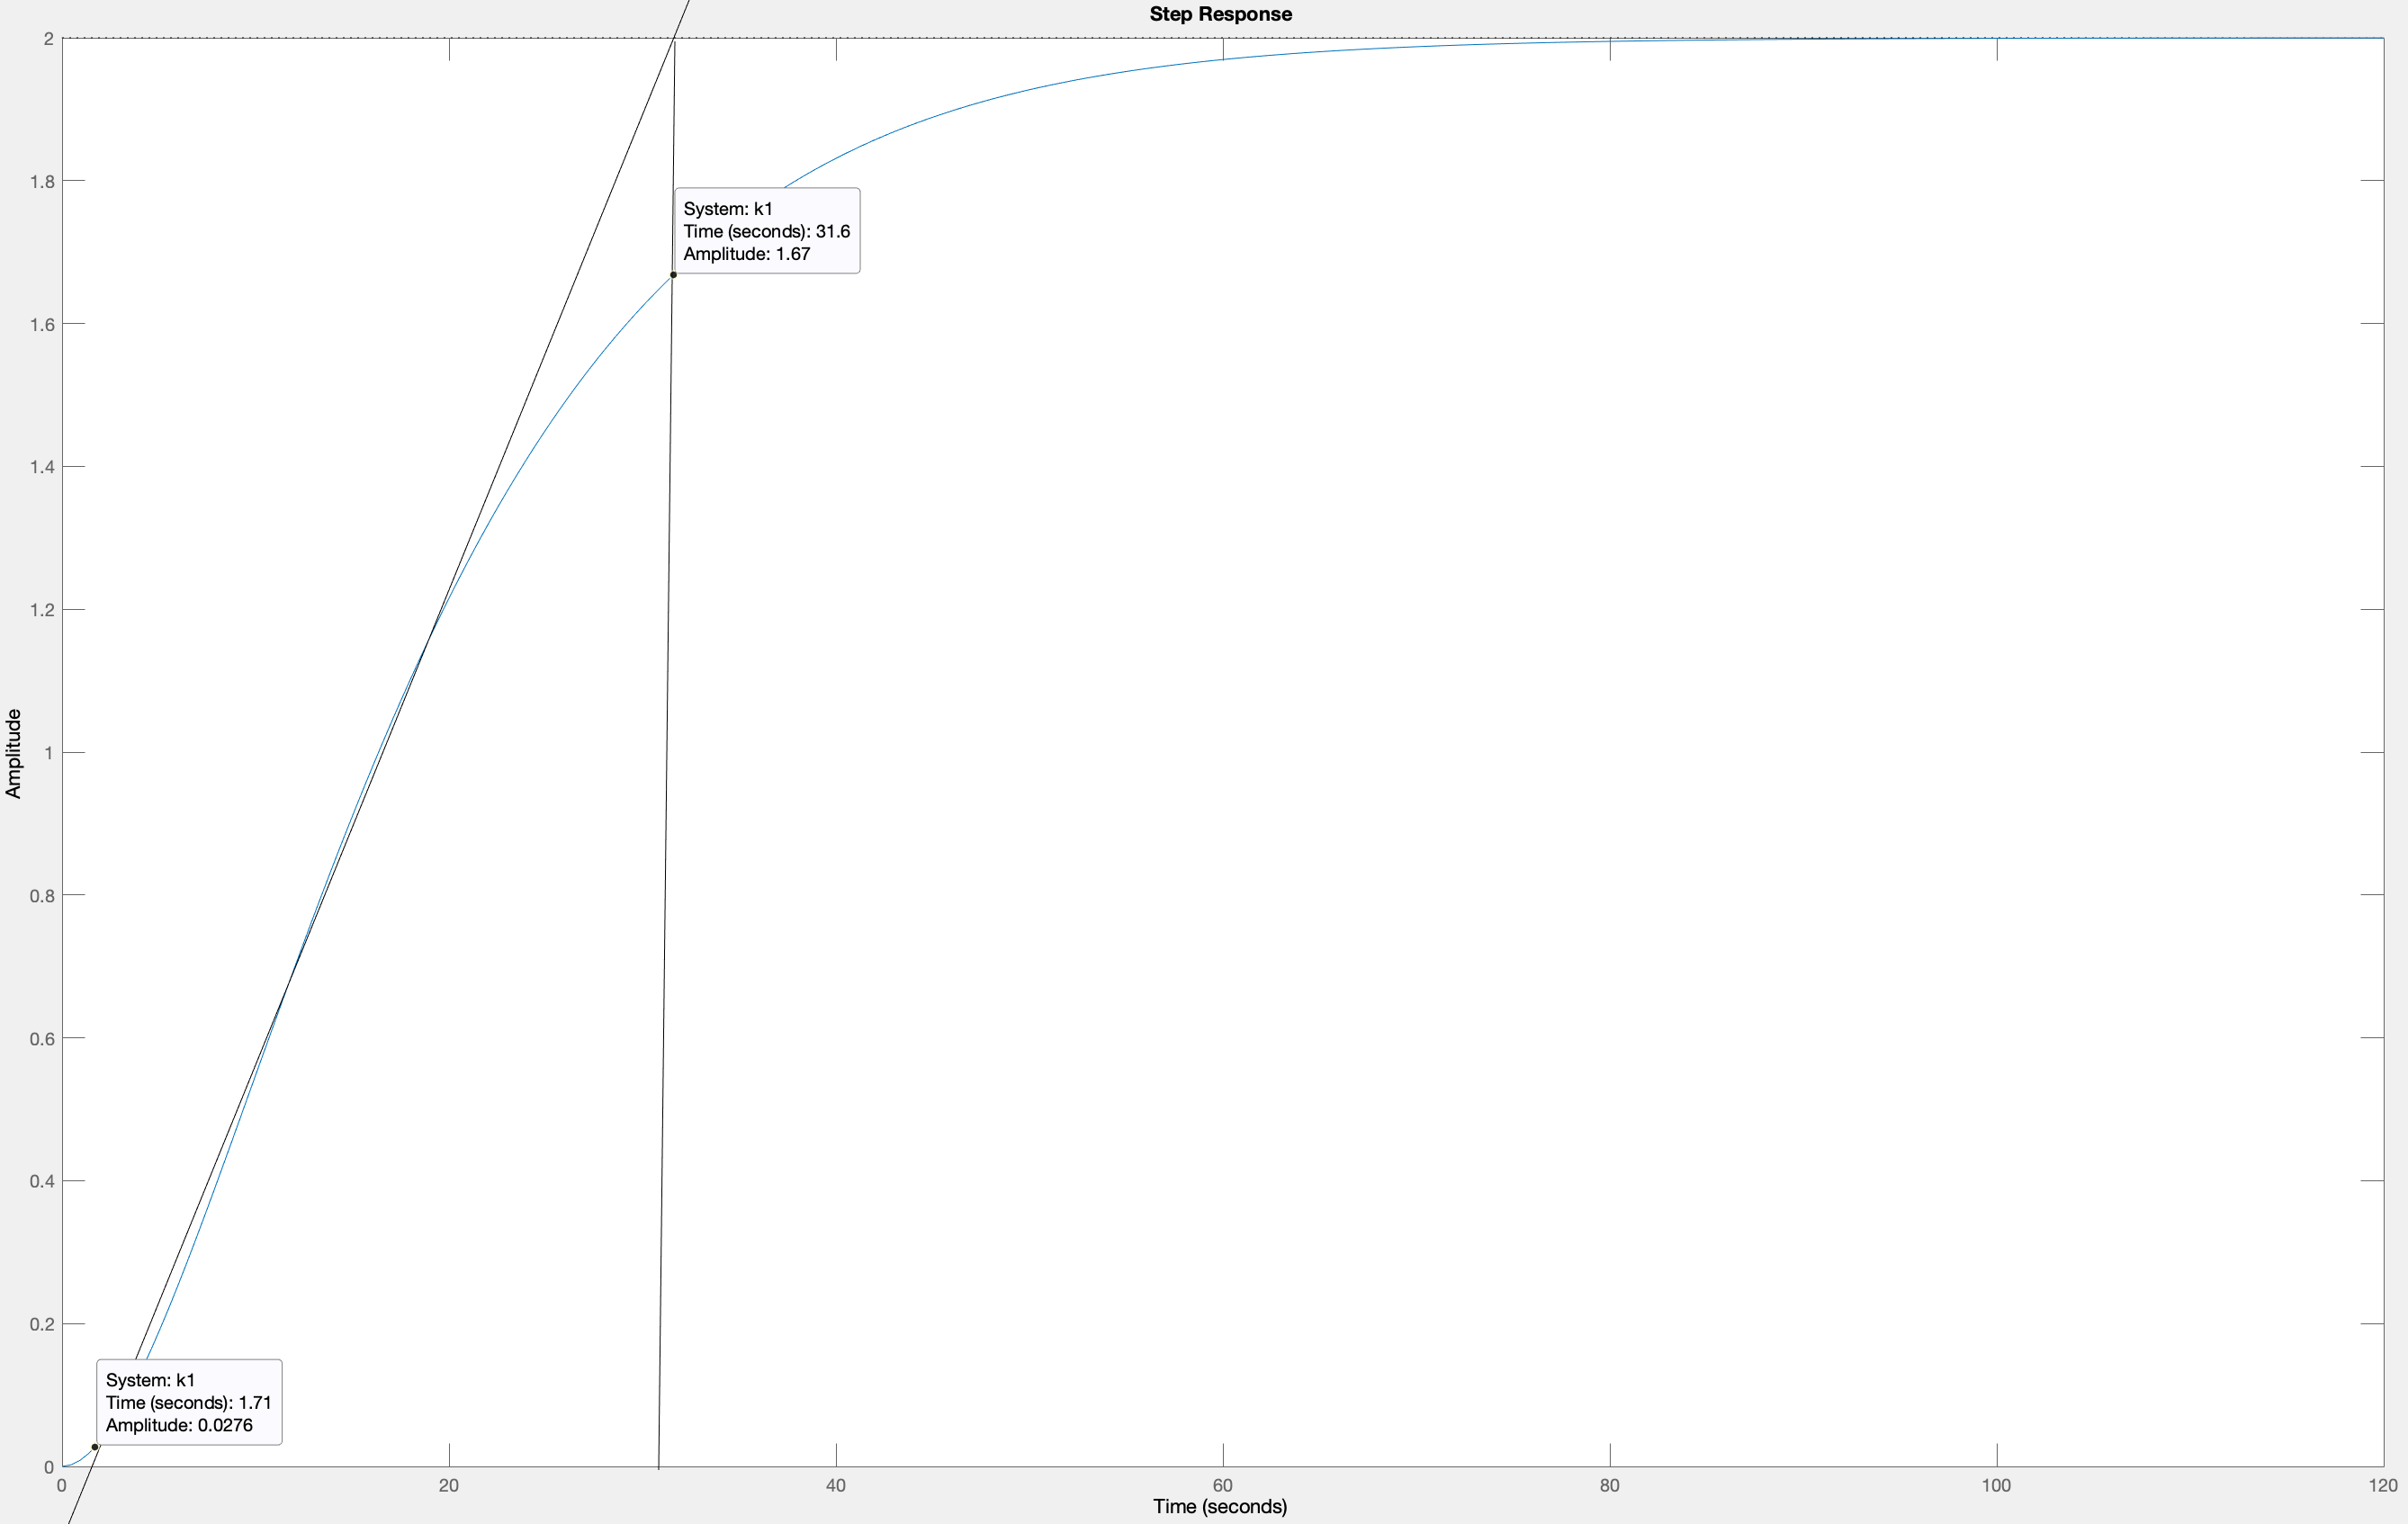 Step Response
2
1.8
1.6
1.4
1.2
1
0.8
0.6
0.4
0.2
0
Amplitude
System: k1
Time (seconds): 31.6
Amplitude: 1.67
System: k1
Time (seconds): 1.71
Amplitude: 0.0276
0 20 40 60 80 100 120
Time (seconds)